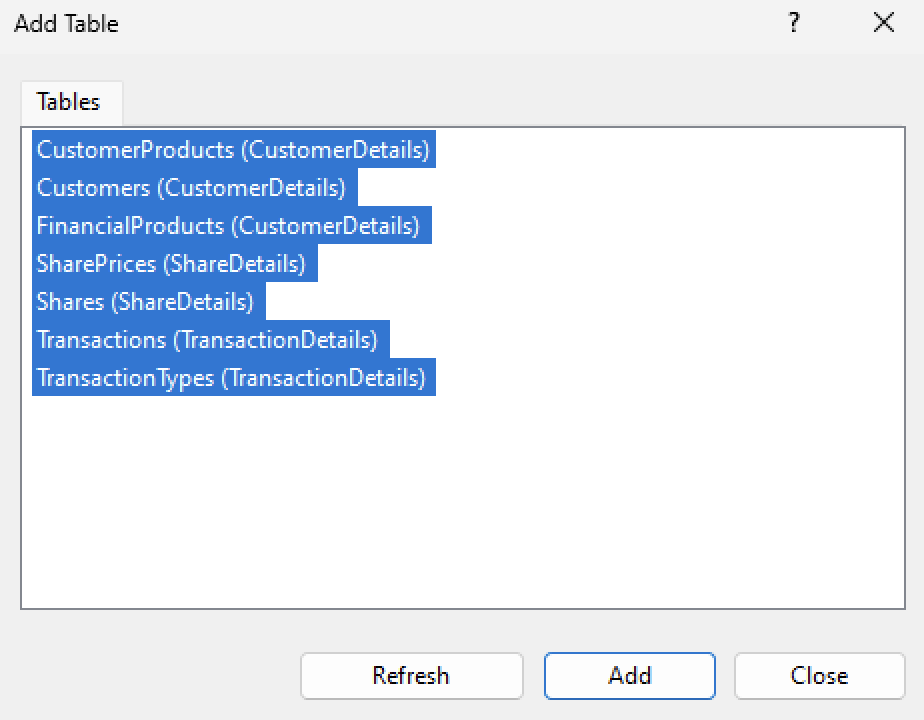 Add Table
?
Tables
CustomerProducts (CustomerDetails)
Customers (CustomerDetails)
FinancialProducts (CustomerDetails)
SharePrices (ShareDetails)
Shares (ShareDetails)
Transactions (TransactionDetails)
TransactionTypes (TransactionDetails)
Refresh
Add
Close